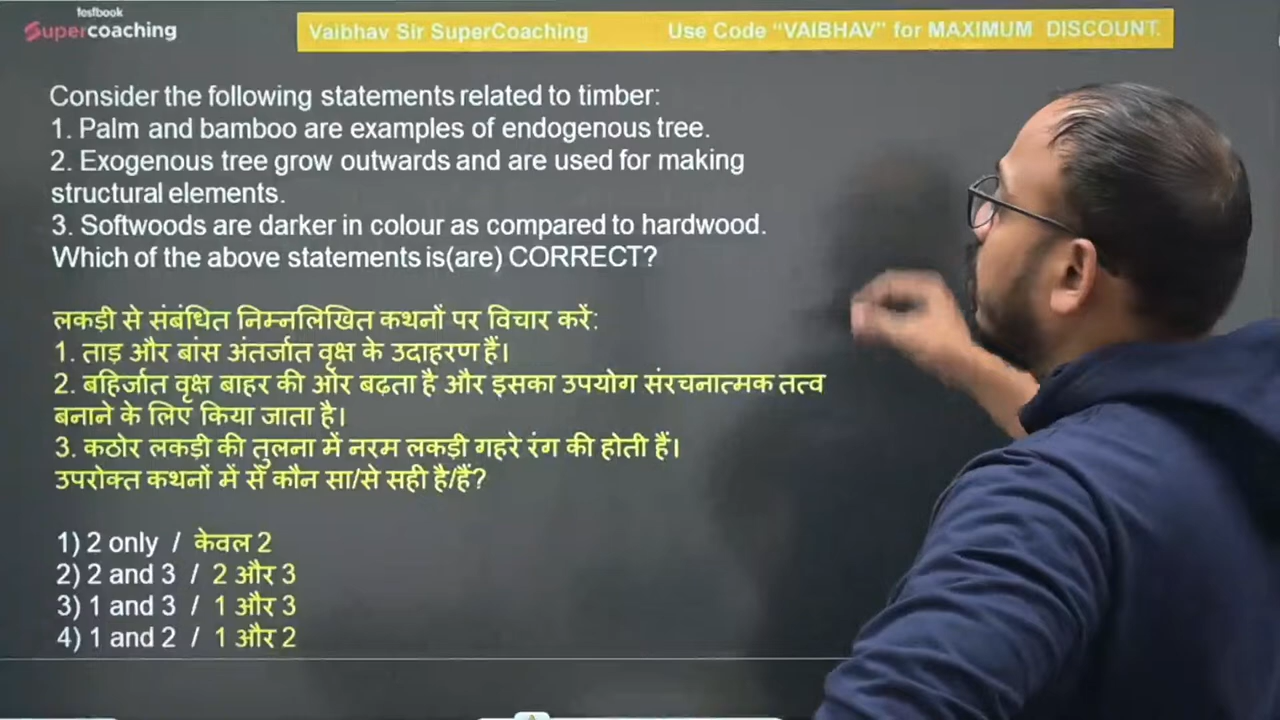 testbook
Supercoaching
Vaibhav Sir SuperCoaching Use Code "VAIBHAV" for MAXIMUM DISCOUNT.
Consider the following statements related to timber:
1. Palm and bamboo are examples of endogenous tree.
2. Exogenous tree grow outwards and are used for making
structural elements.
3. Softwoods are darker in colour as compared to hardwood.
Which of the above statements is(are) CORRECT?
लकड़ी से संबंधित निम्नलिखित कथनों पर विचार करें:
1. ताड़ और बांस अंतर्जात वृक्ष के उदाहरण हैं।
2. बहिर्जात वृक्ष बाहर की ओर बढ़ता है और इसका उपयोग संरचनात्मक तत्व
बनाने के लिए किया जाता है।
3. कठोर लकड़ी की तुलना में नरम लकड़ी गहरे रंग की होती हैं।
उपरोक्त कथनों में से कौन सा/से सही है/हैं?
1) 2 only / केवल 2
2) 2 and 3 / 2 और 3
3) 1 and 3 / 1 और 3
4) 1 and 2 / 1 और 2